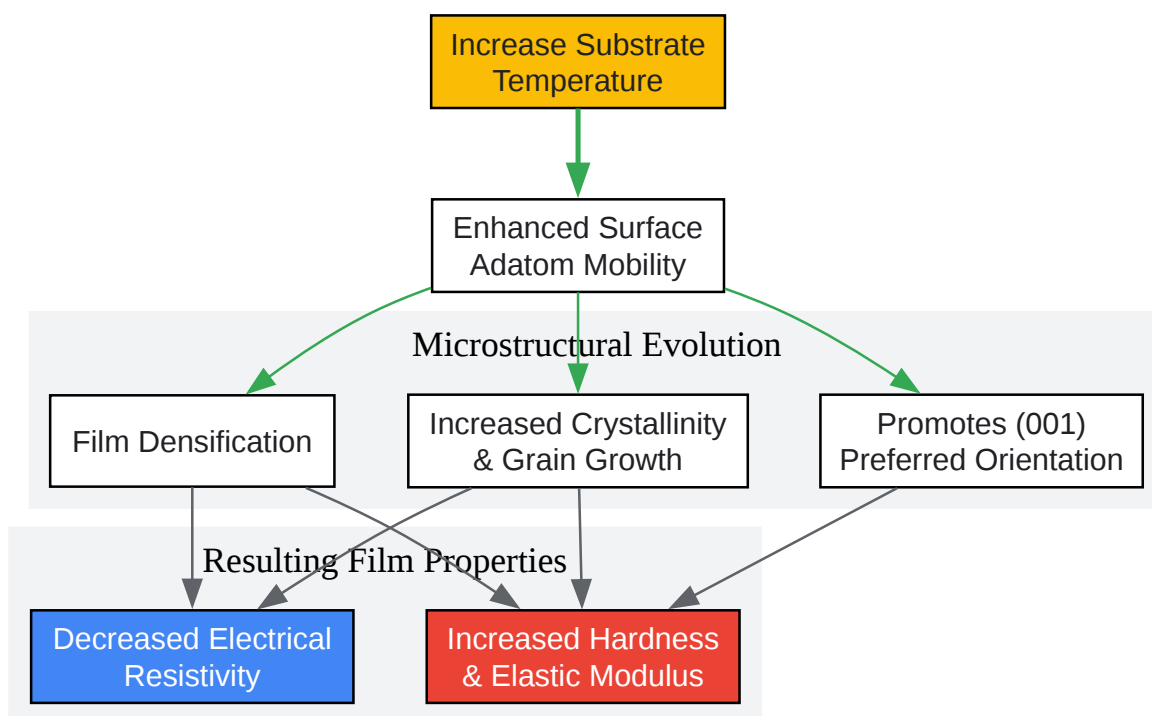 Increase Substrate
Temperature
Enhanced Surface
Adatom Mobility
Microstructural Evolution
Film Densification
Increased Crystallinity
& Grain Growth
Promotes (001)
Preferred Orientation
Resulting Film Properties
Decreased Electrical
Resistivity
Increased Hardness
& Elastic Modulus